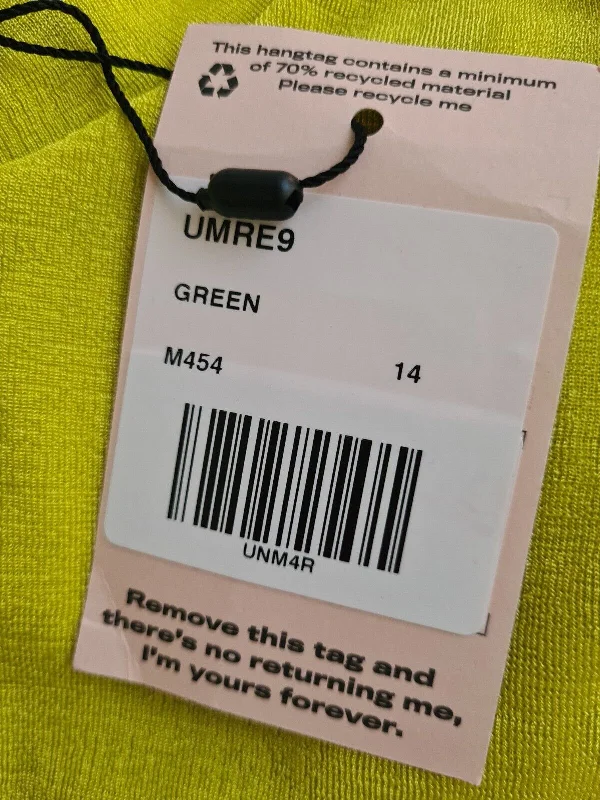 This hangtag contains a minimum
of 70% recycled material
Please recycle me
UMRE9
GREEN
M454 14
UNM4R
Remove this tag and
there's no returning me,
I'm yours forever.